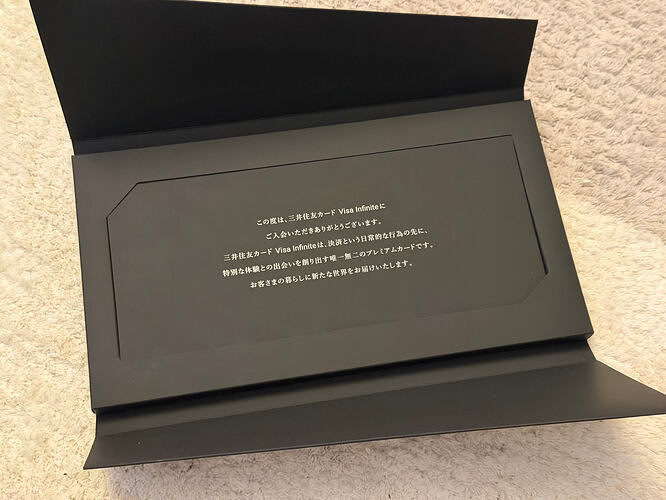 この度は、三井住友カード Visa Infiniteに
ご入会いただきありがとうございます。
三井住友カード Visa Infiniteは、決済という日常的な行為の先に、
特別な体験との出会いを創り出す唯一無二のプレミアムカードです。
お客さまの暮らしに新たな世界をお届けいたします。